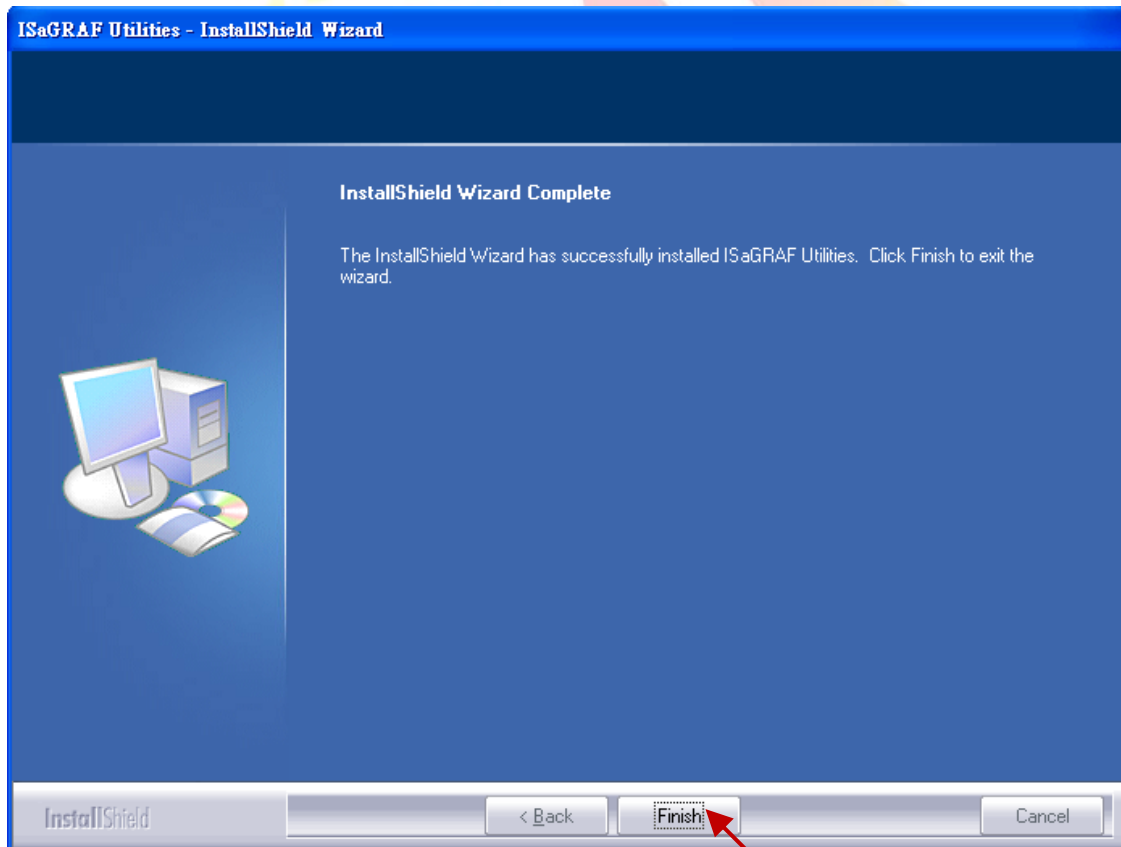 ISaGRAF Utilities - InstallShield Wizard
InstallShield Wizard Complete
The InstallShield Wizard has successfully installed ISaGRAF Utilities. Click Finish to exit the
wizard.
InstallShield
< Back
Finish
Cancel